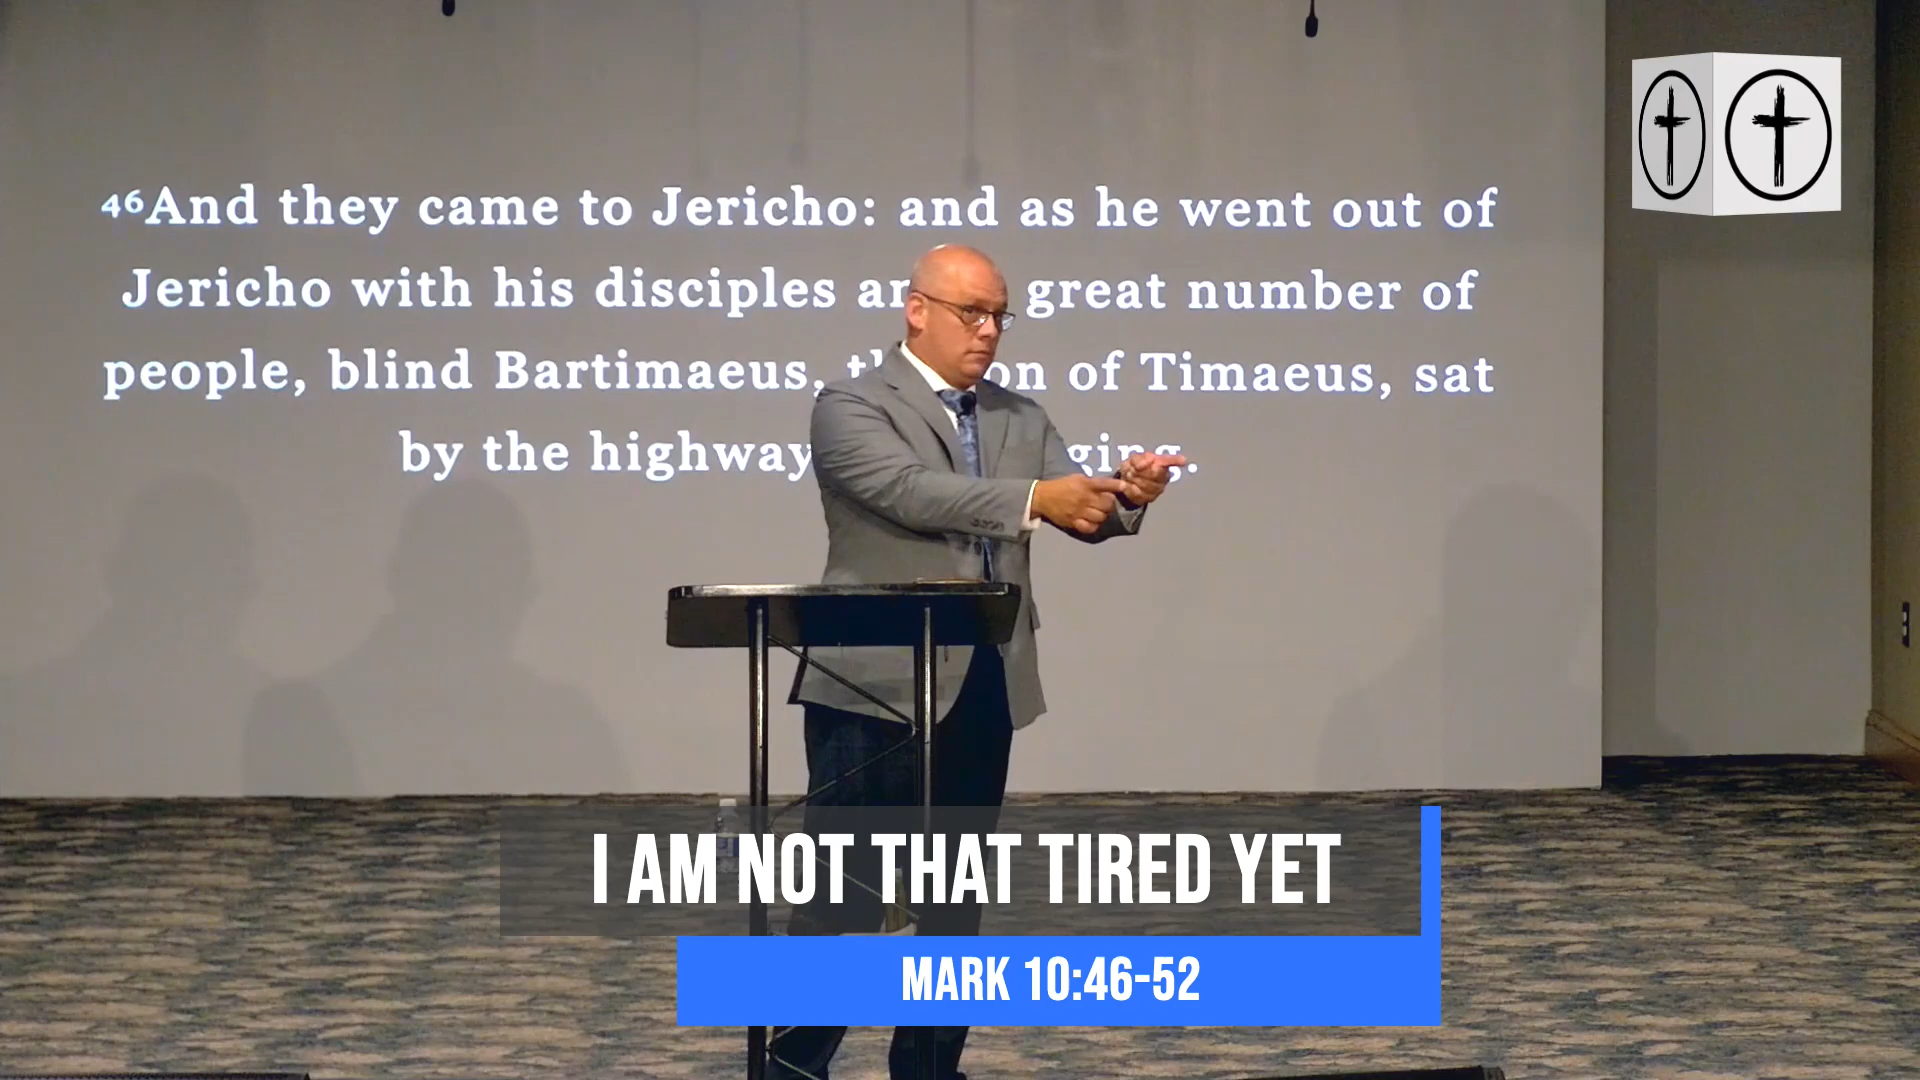 46And they came to Jericho: and as he went out of
Jericho with his disciples great number of
people, blind Bartimaeus, of Timaeus, sat
by the highway
I AM NOT THAT TIRED YET
MARK 10:46-52